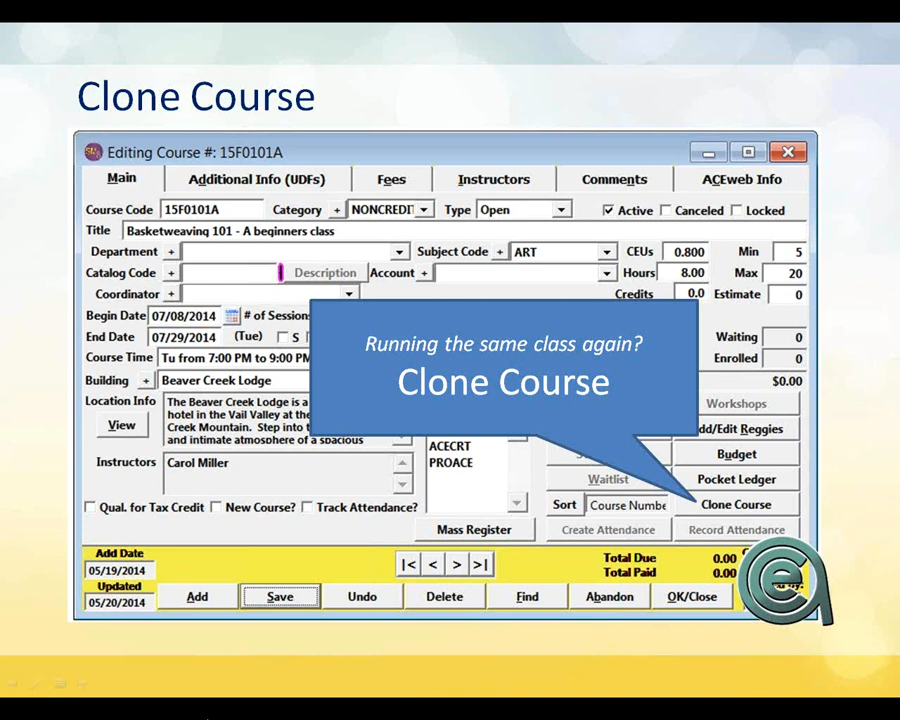 Clone Course
Editing Course #: 15F0101A
Main Additional Info (UDFs) Fees Instructors Comments ACEweb Info
Course Code 15F0101A Category + Type Open Active Canceled Locked
Title Basketweaving 101 - A beginners class
Department + Subject Code + ART CEUs 0.800 Min 5
Catalog Code + Description Account + Hours 8.00 Max 20
Coordinator + Credits 0.0 Estimate 0
Begin Date 07/08/2014 # of Sessions
End Date 07/29/2014 (Tue) S Waiting 0
Course Time Tu from 7:00 PM to 9:00 PM Enrolled 0
Building + Beaver Creek Lodge $0.00
Running the same class again?
Clone Course
Location Info The Beaver Creek Lodge is a Workshops
hotel in the Vail Valley at the
View Creek Mountain. Step into Add/Edit Reggies
and intimate atmosphere of a spacious
ACECRT Budget
Instructors Carol Miller PROACE
Waitlist Pocket Ledger
Qual. for Tax Credit New Course? Track Attendance? Sort Course Numbe Clone Course
Mass Register Create Attendance Record Attendance
Add Date
05/19/2014 |< < > >| Total Due 0.00
Updated Total Paid 0.00
05/20/2014 Add Save Undo Delete Find Abandon OK/Close